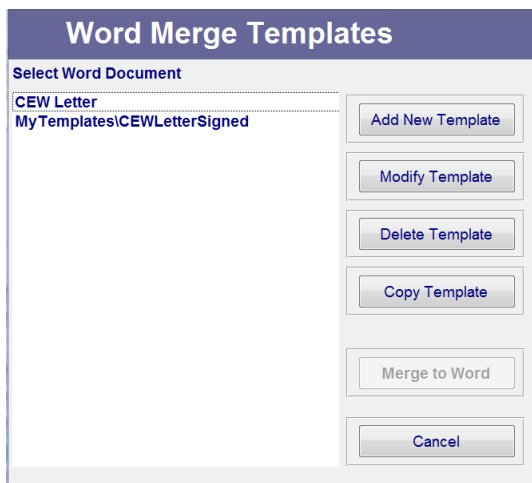 Word Merge Templates
Select Word Document
CEW Letter
MyTemplates\CEWLetterSigned
Add New Template
Modify Template
Delete Template
Copy Template
Merge to Word
Cancel